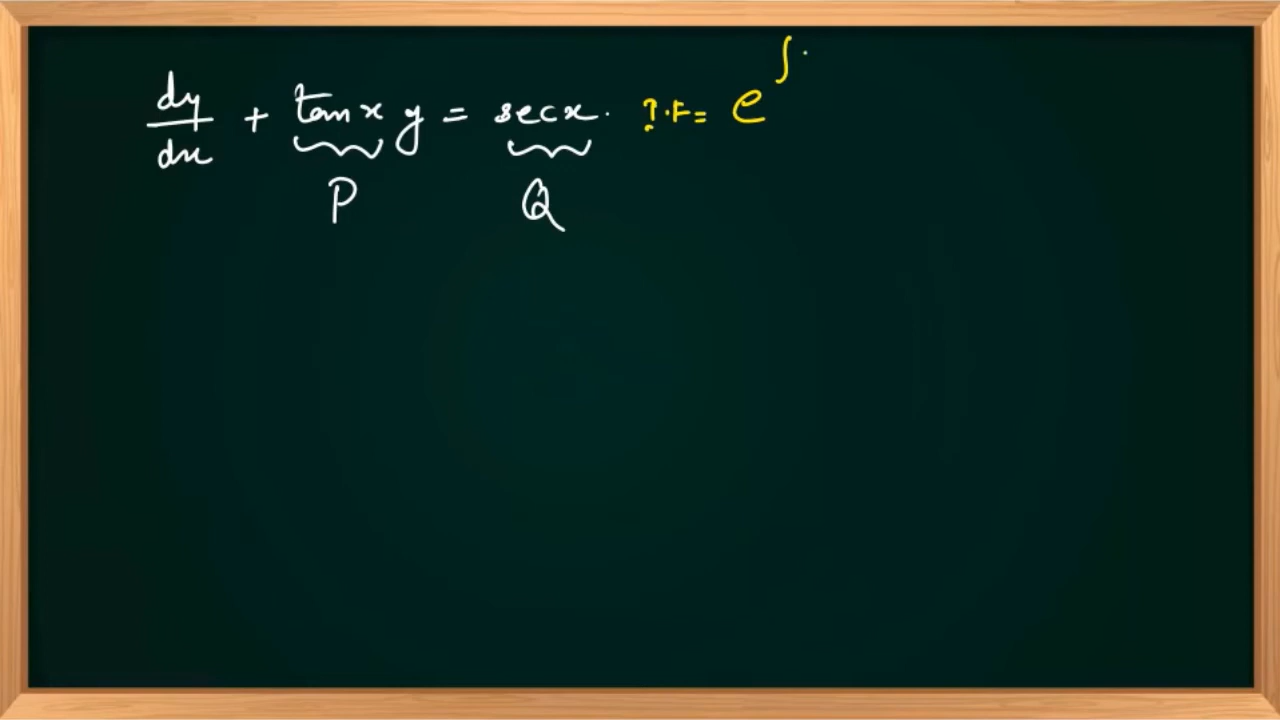 dy/dx + tan x y = sec x. I.F = e^∫
P Q